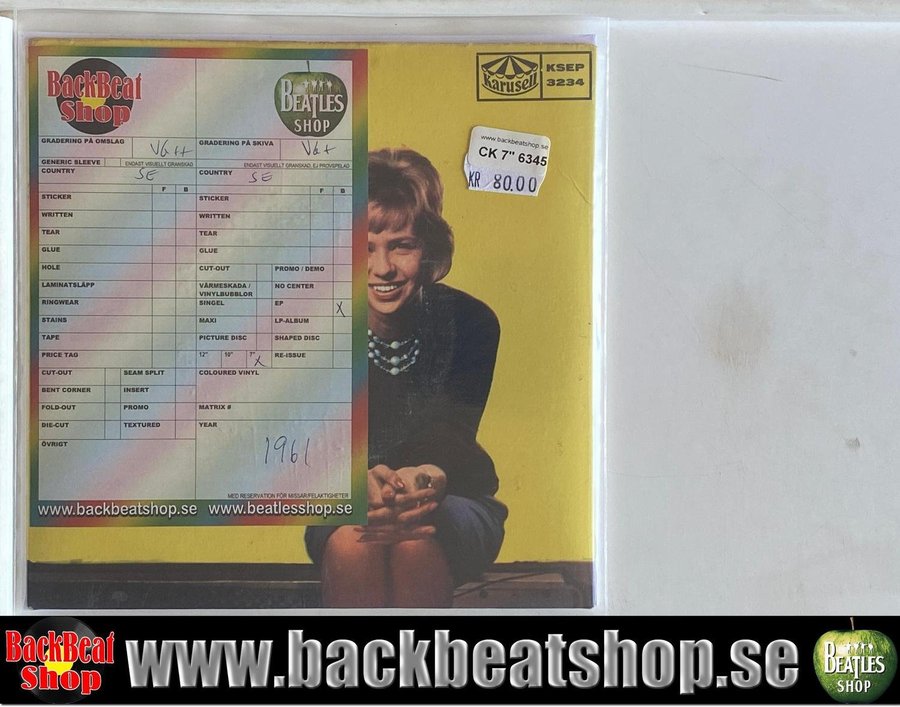 BackBeat
Shop
BEATLES
SHOP
GRADERING PÅ OMSLAG
VG++
GRADERING PÅ SKIVA
VG+
GENERIC SLEEVE
ENDAST VISUELLT GRANSKAD
ENDAST VISUELLT GRANSKAD, EJ PROVSPELAD
COUNTRY
SE
COUNTRY
SE
F B
F B
STICKER
STICKER
WRITTEN
WRITTEN
TEAR
TEAR
GLUE
GLUE
HOLE
CUT-OUT
PROMO / DEMO
LAMINATSLÄPP
VÄRMESKADA /
VINYLBUBBLOR
NO CENTER
RINGWEAR
SINGEL
EP
X
STAINS
MAXI
LP-ALBUM
TAPE
PICTURE DISC
SHAPED DISC
PRICE TAG
12" 10" 7" X
RE-ISSUE
CUT-OUT
SEAM SPLIT
COLOURED VINYL
BENT CORNER
INSERT
FOLD-OUT
PROMO
MATRIX #
DIE-CUT
TEXTURED
YEAR
ÖVRIGT
1961
MED RESERVATION FÖR MISSAR/FELAKTIGHETER
www.backbeatshop.se www.beatlesshop.se
Karusell
KSEP
3234
www.backbeatshop.se
CK 7" 6345
KR 80.00
BackBeat
Shop
www.backbeatshop.se
BEATLES
SHOP